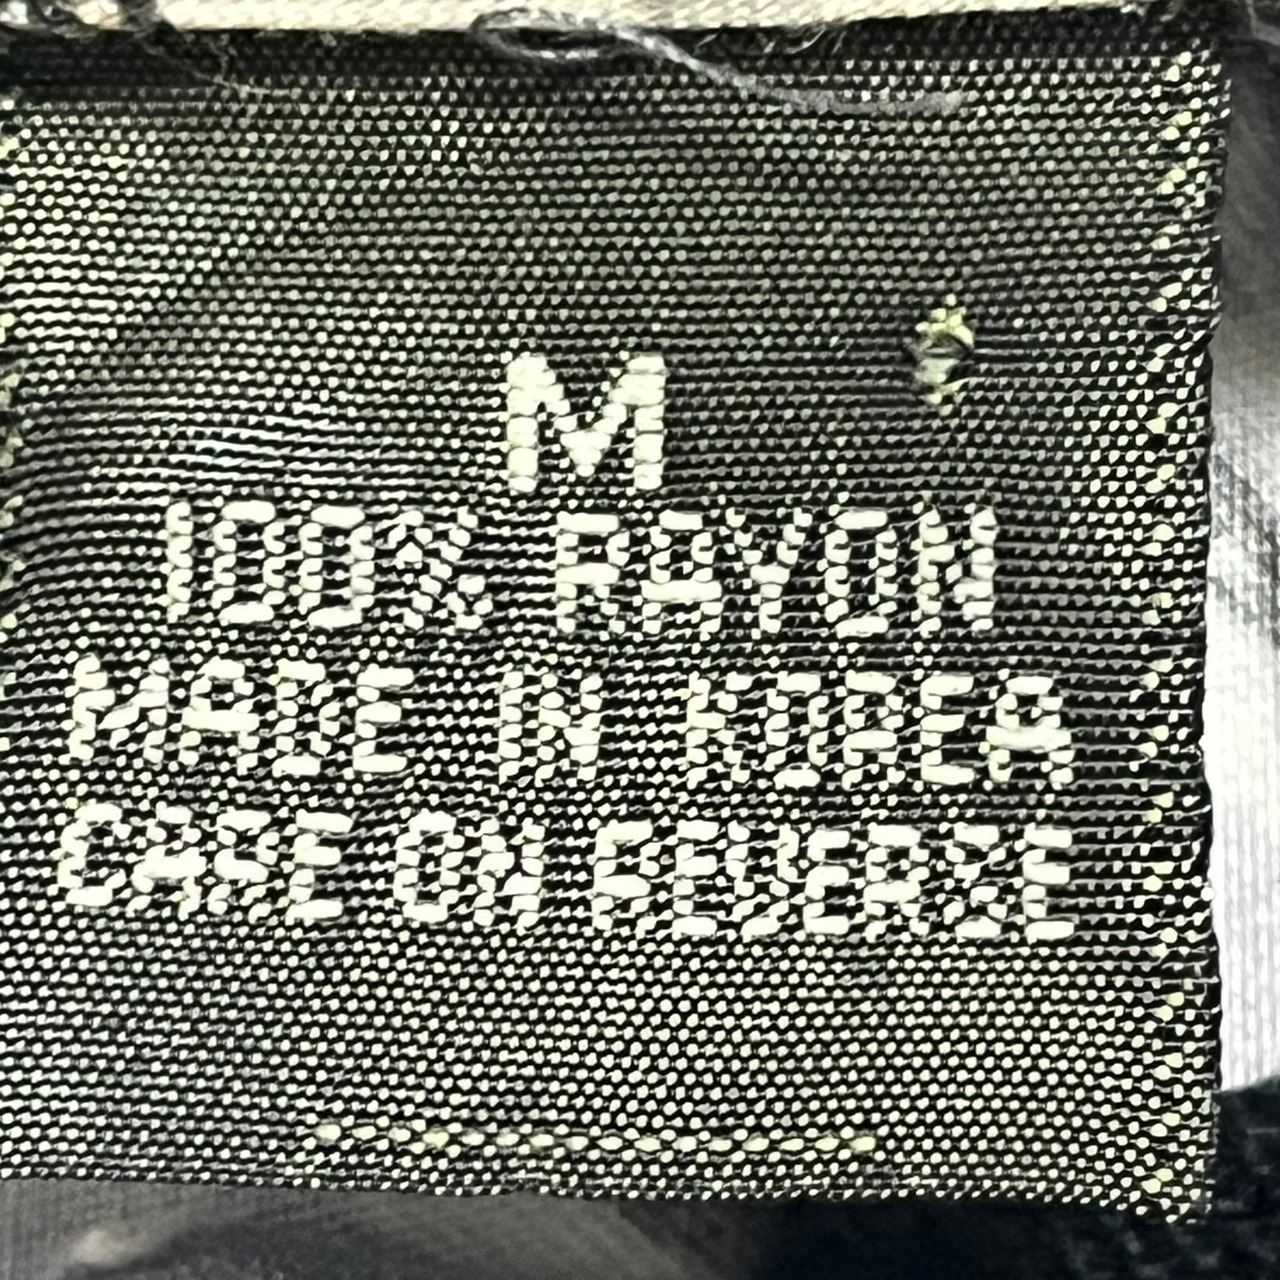 M
100% RAYON
MADE IN KOREA
CARE ON REVERSE